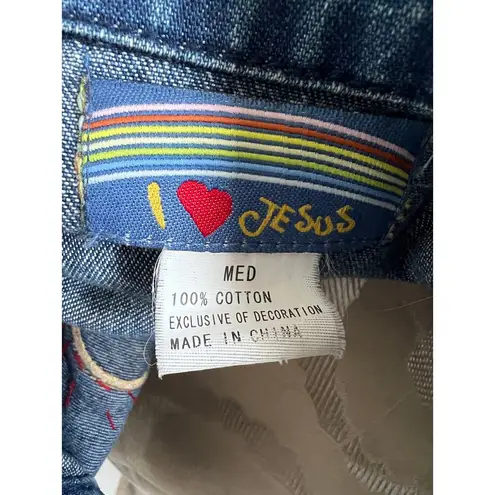 I ❤ JESUS
MED
100% COTTON
EXCLUSIVE OF DECORATION
MADE IN CHINA